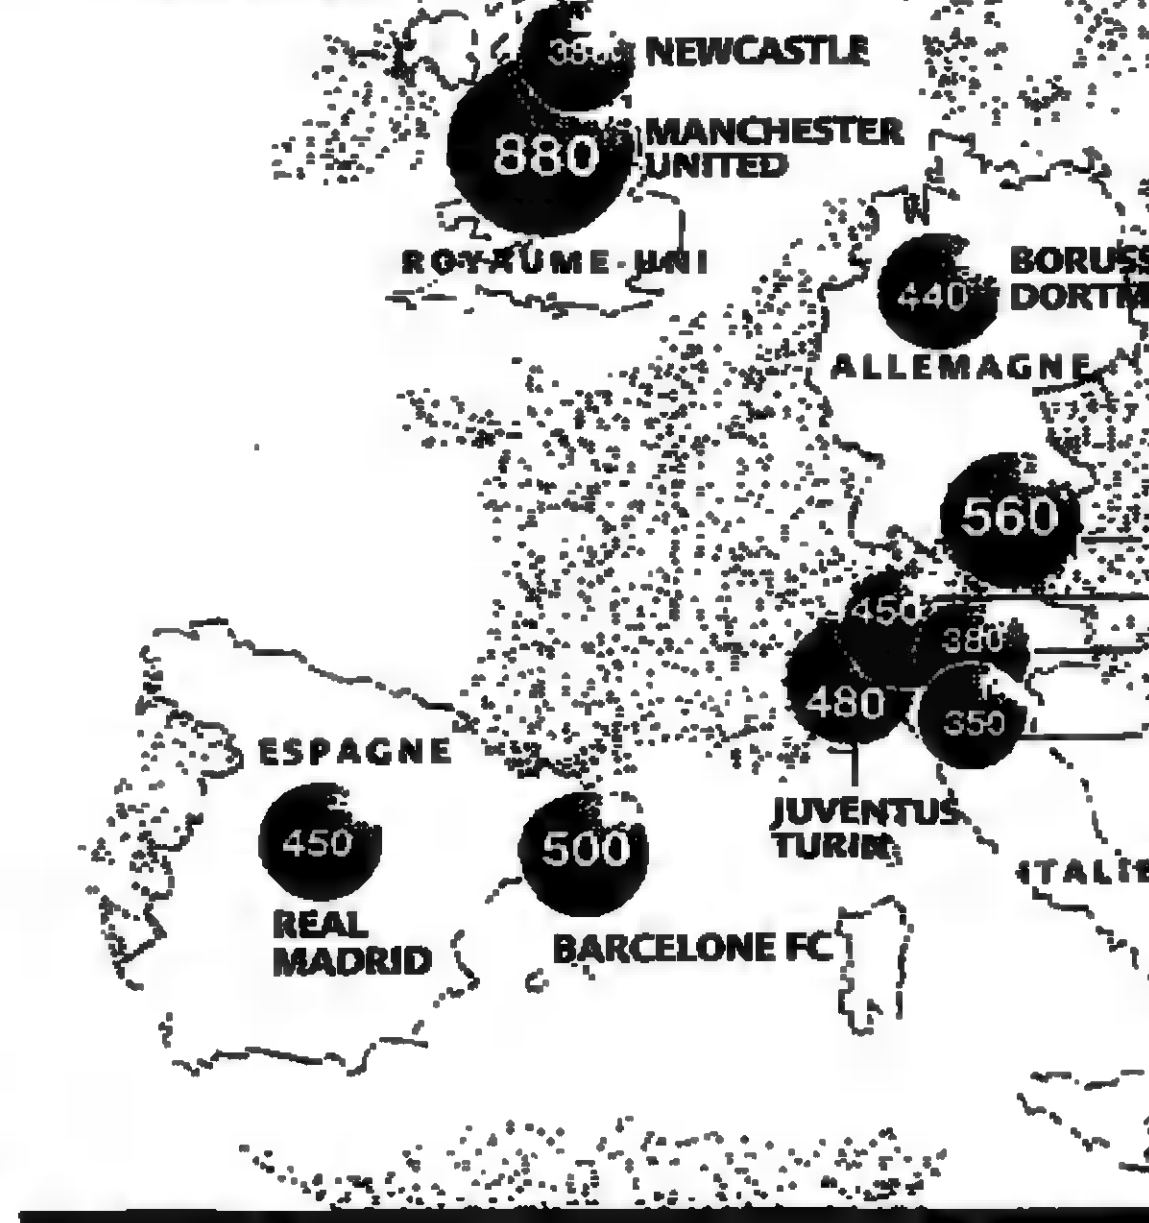 NEWCASTLE
880
MANCHESTER
UNITED
ROYAUME-UNI
440
ALLEMAGNE
560
450
380
480
350
ESPAGNE
JUVENTUS
TURIN
450
500
REAL
MADRID
BARCELONE FC